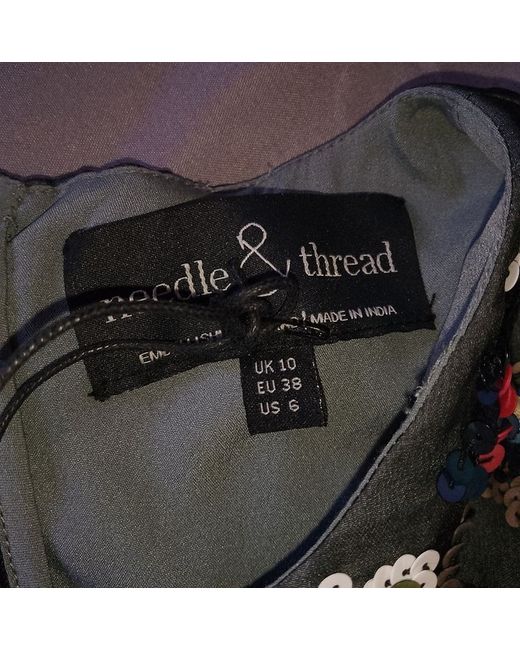 needle & thread
MADE IN INDIA
UK 10
EU 38
US 6